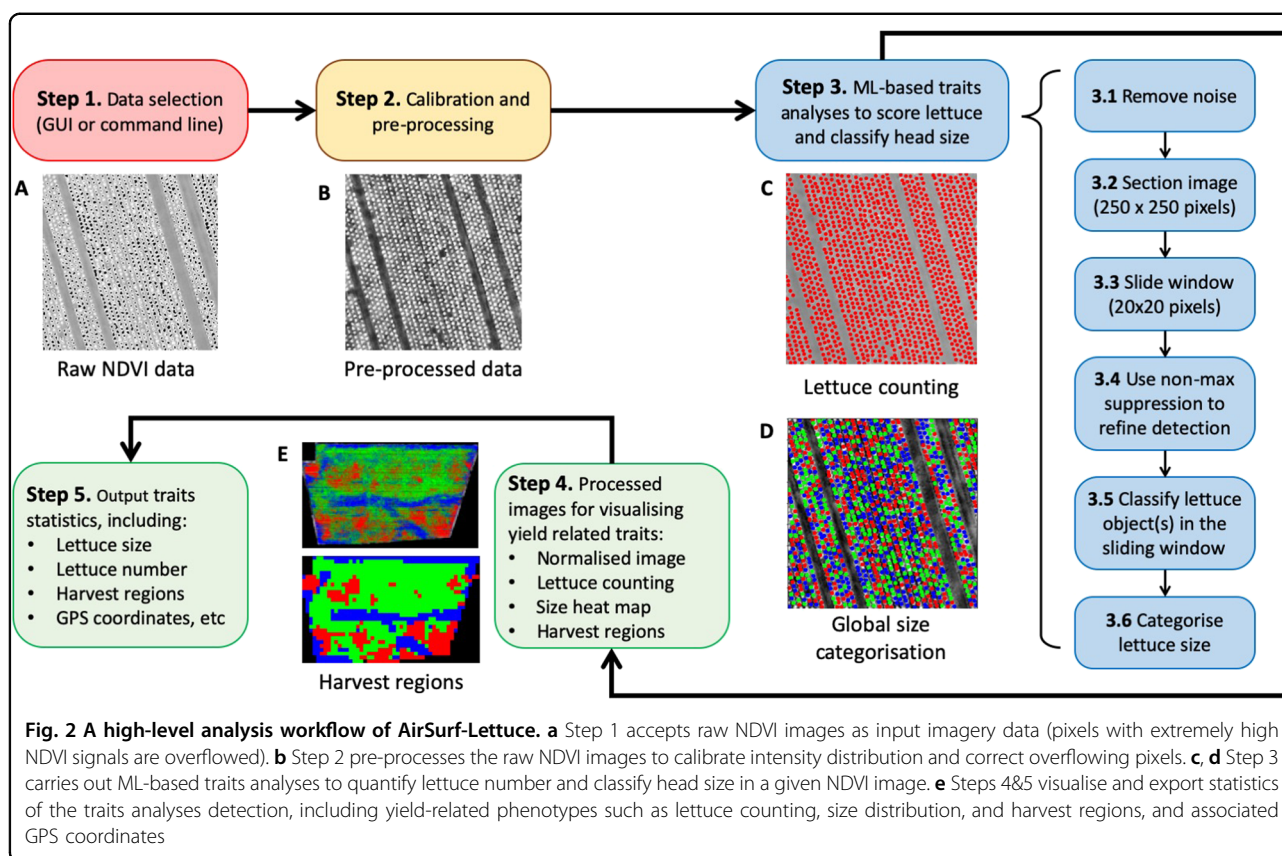 Step 1. Data selection
(GUI or command line)
Step 2. Calibration and
pre-processing
Step 3. ML-based traits
analyses to score lettuce
and classify head size
3.1 Remove noise
3.2 Section image
(250 x 250 pixels)
3.3 Slide window
(20x20 pixels)
3.4 Use non-max
suppression to
refine detection
3.5 Classify lettuce
object(s) in the
sliding window
3.6 Categorise
lettuce size
A
Raw NDVI data
B
Pre-processed data
C
Lettuce counting
D
Global size
categorisation
Step 4. Processed
images for visualising
yield related traits:
• Normalised image
• Lettuce counting
• Size heat map
• Harvest regions
E
Harvest regions
Step 5. Output traits
statistics, including:
• Lettuce size
• Lettuce number
• Harvest regions
• GPS coordinates, etc
Fig. 2 A high-level analysis workflow of AirSurf-Lettuce. a Step 1 accepts raw NDVI images as input imagery data (pixels with extremely high
NDVI signals are overflowed). b Step 2 pre-processes the raw NDVI images to calibrate intensity distribution and correct overflowing pixels. c, d Step 3
carries out ML-based traits analyses to quantify lettuce number and classify head size in a given NDVI image. e Steps 4&5 visualise and export statistics
of the traits analyses detection, including yield-related phenotypes such as lettuce counting, size distribution, and harvest regions, and associated
GPS coordinates